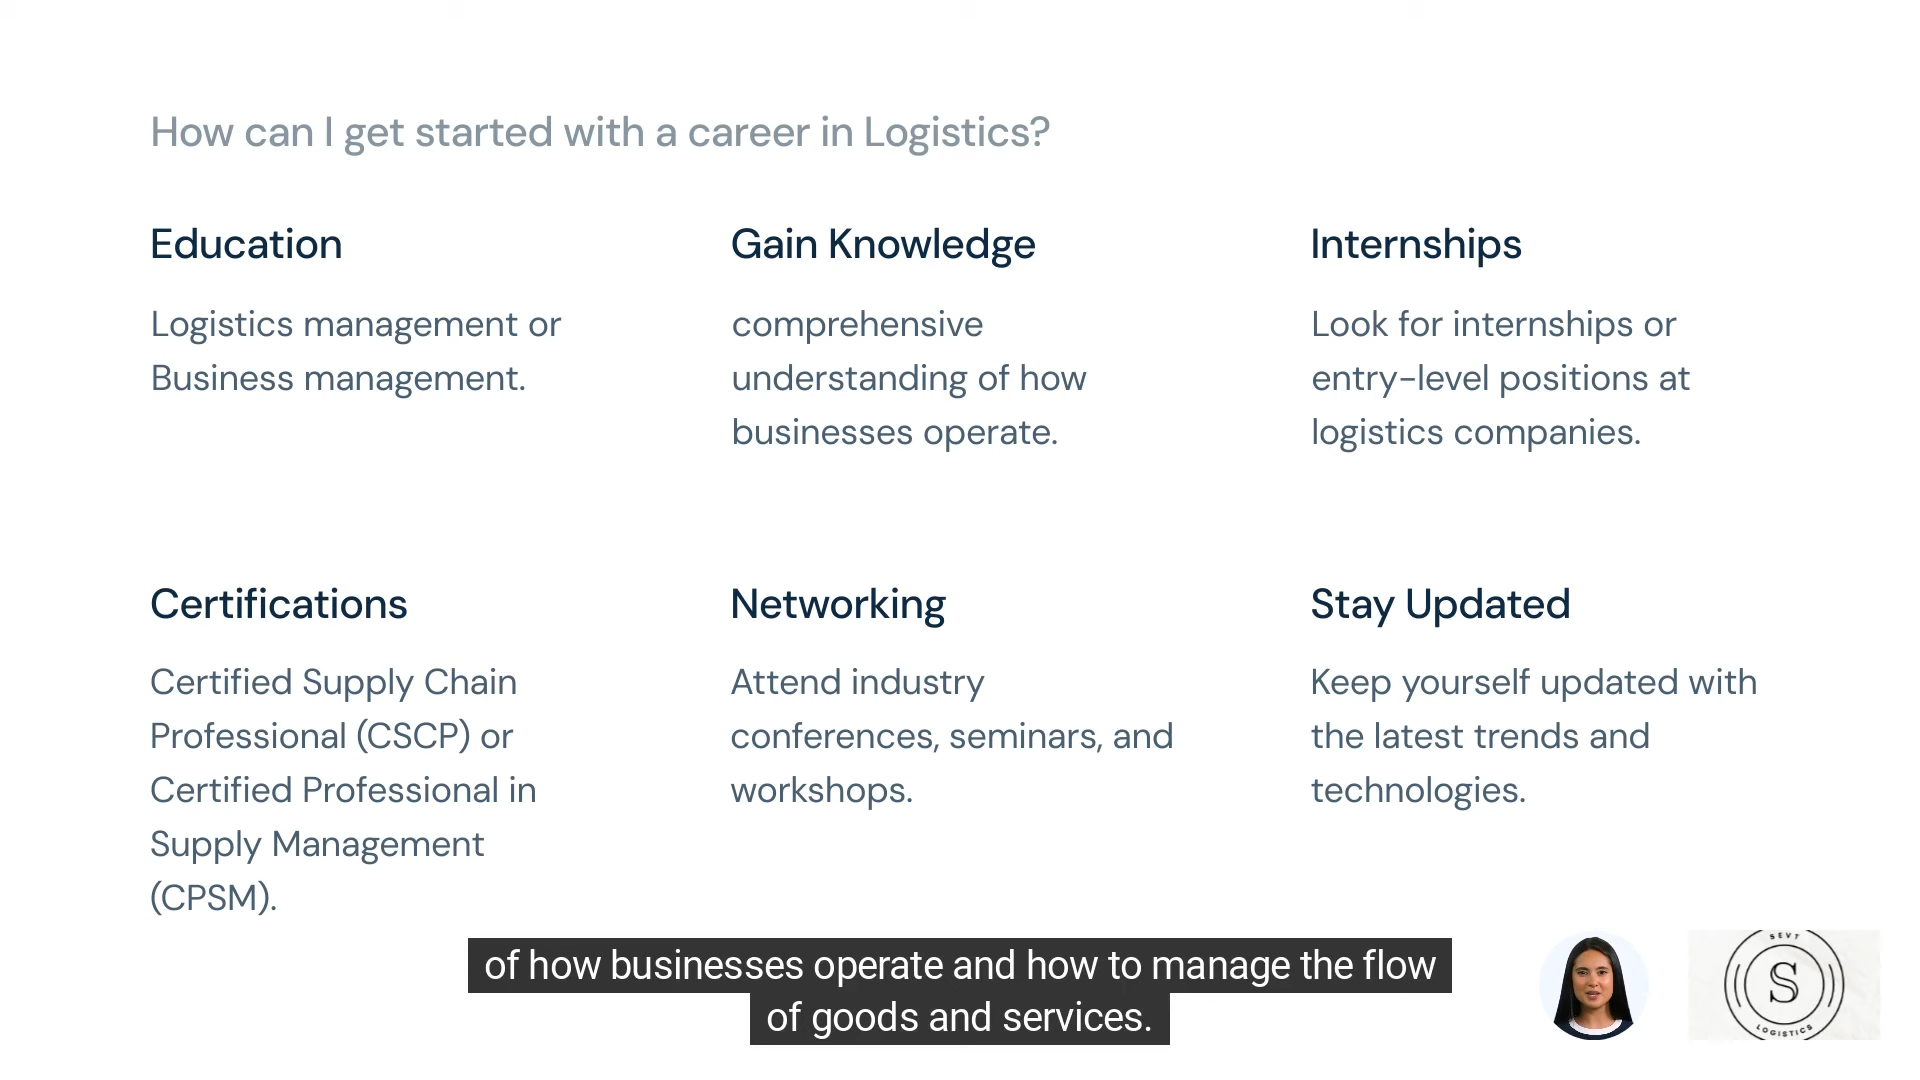 How can I get started with a career in Logistics?
Education
Logistics management or
Business management.
Gain Knowledge
comprehensive
understanding of how
businesses operate.
Internships
Look for internships or
entry-level positions at
logistics companies.
Certifications
Certified Supply Chain
Professional (CSCP) or
Certified Professional in
Supply Management
(CPSM).
Networking
Attend industry
conferences, seminars, and
workshops.
Stay Updated
Keep yourself updated with
the latest trends and
technologies.
of how businesses operate and how to manage the flow
of goods and services.
SEVT
S
LOGISTICS